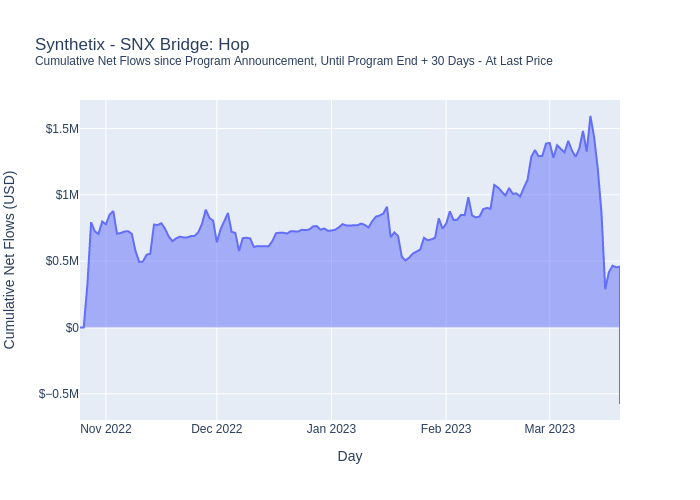 Synthetix - SNX Bridge: Hop
Cumulative Net Flows since Program Announcement, Until Program End + 30 Days - At Last Price
Cumulative Net Flows (USD)
$1.5M
$1M
$0.5M
$0
$−0.5M
Nov 2022
Dec 2022
Jan 2023
Feb 2023
Mar 2023
Day